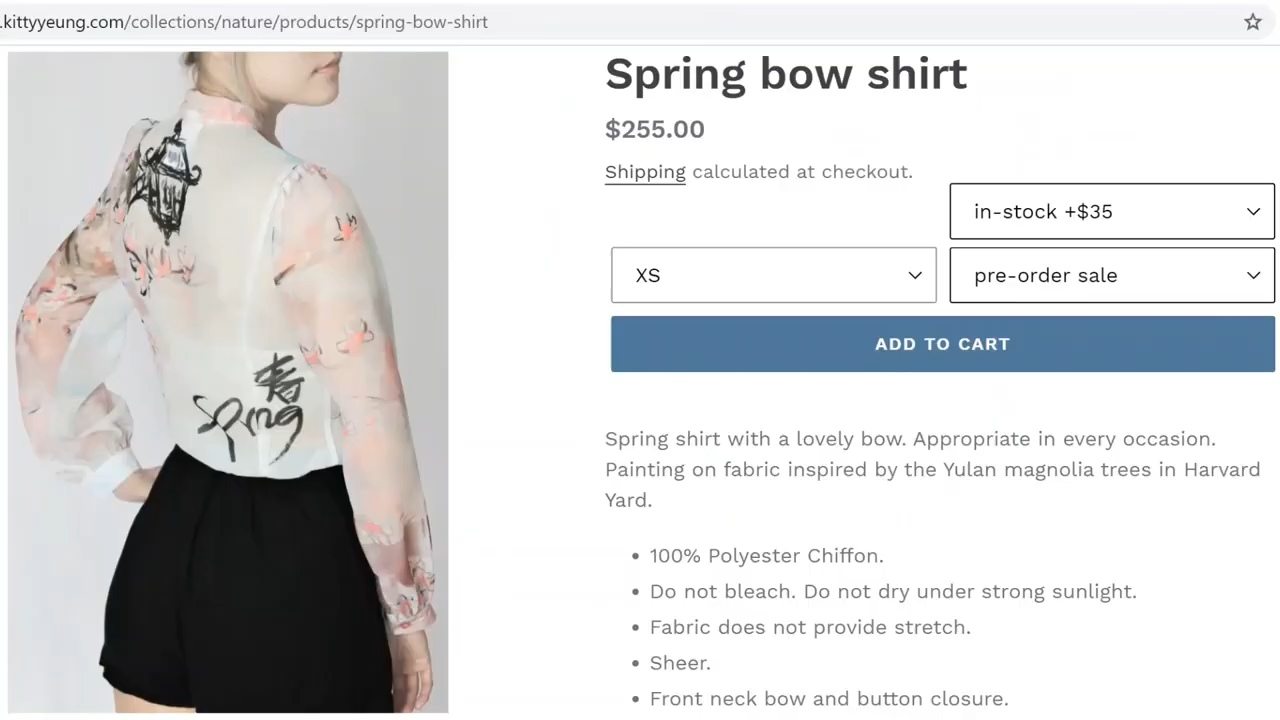 .kittyyeung.com/collections/nature/products/spring-bow-shirt
Spring bow shirt
$255.00
Shipping calculated at checkout.
in-stock +$35
XS
pre-order sale
ADD TO CART
Spring shirt with a lovely bow. Appropriate in every occasion.
Painting on fabric inspired by the Yulan magnolia trees in Harvard
Yard.
• 100% Polyester Chiffon.
• Do not bleach. Do not dry under strong sunlight.
• Fabric does not provide stretch.
• Sheer.
• Front neck bow and button closure.
春
Spring